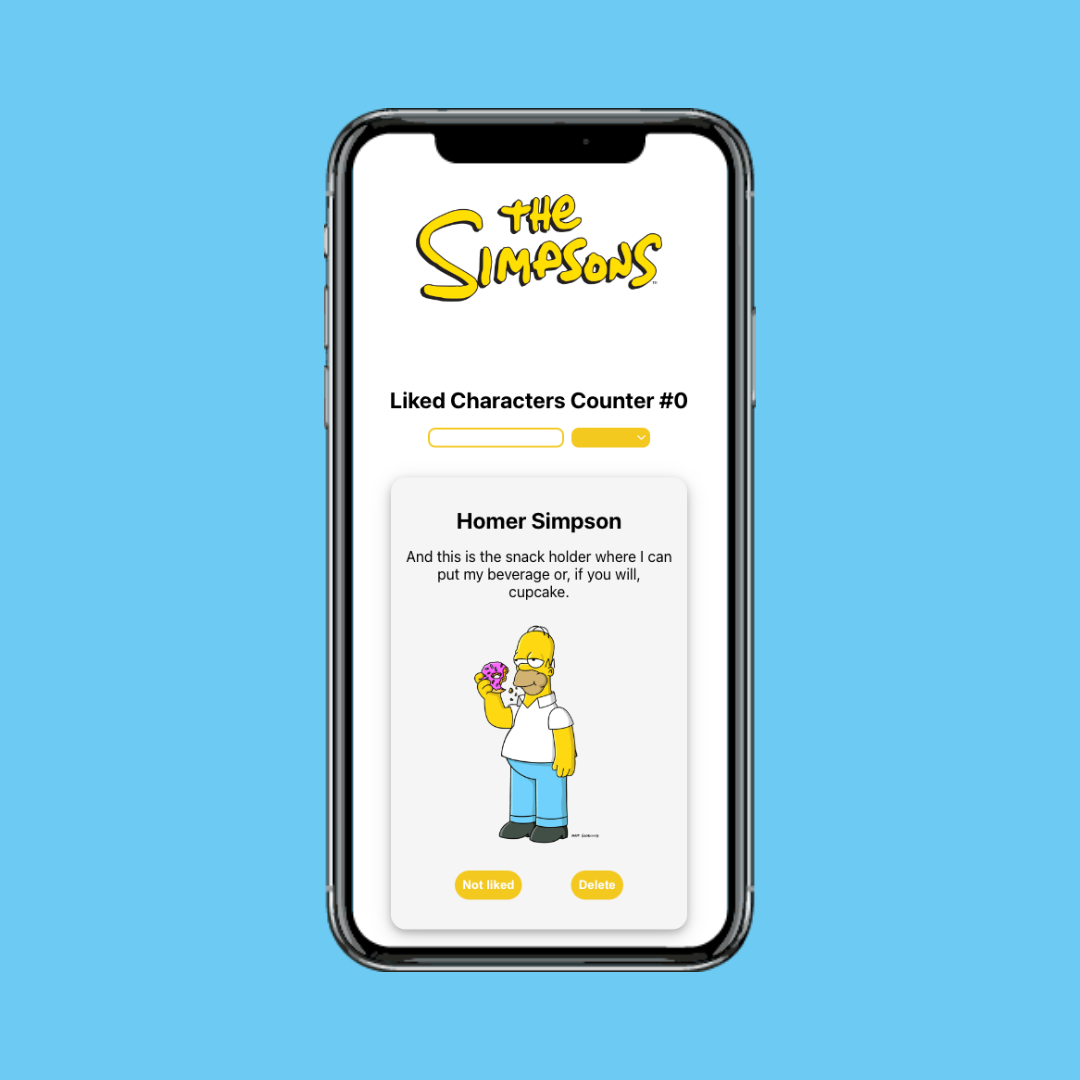 THE
SIMPSONS
Liked Characters Counter #0
Homer Simpson
And this is the snack holder where I can
put my beverage or, if you will,
cupcake.
Not liked
Delete